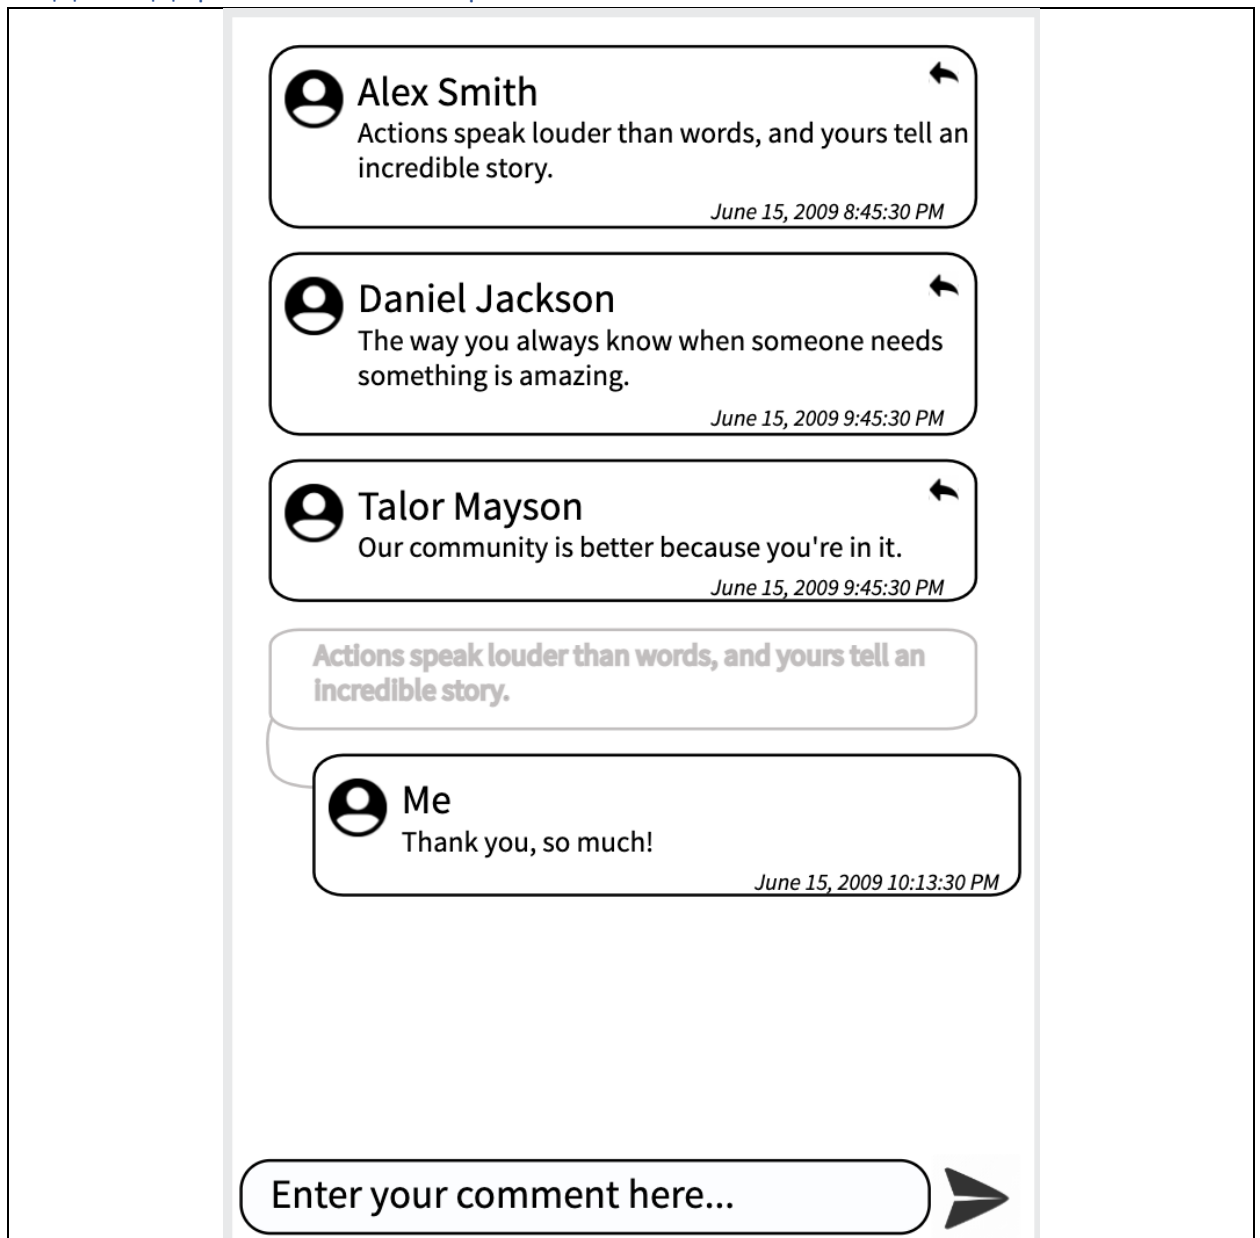 Alex Smith
Actions speak louder than words, and yours tell an
incredible story.
June 15, 2009 8:45:30 PM
Daniel Jackson
The way you always know when someone needs
something is amazing.
June 15, 2009 9:45:30 PM
Talor Mayson
Our community is better because you're in it.
June 15, 2009 9:45:30 PM
Actions speak louder than words, and yours tell an
incredible story.
Me
Thank you, so much!
June 15, 2009 10:13:30 PM
Enter your comment here...